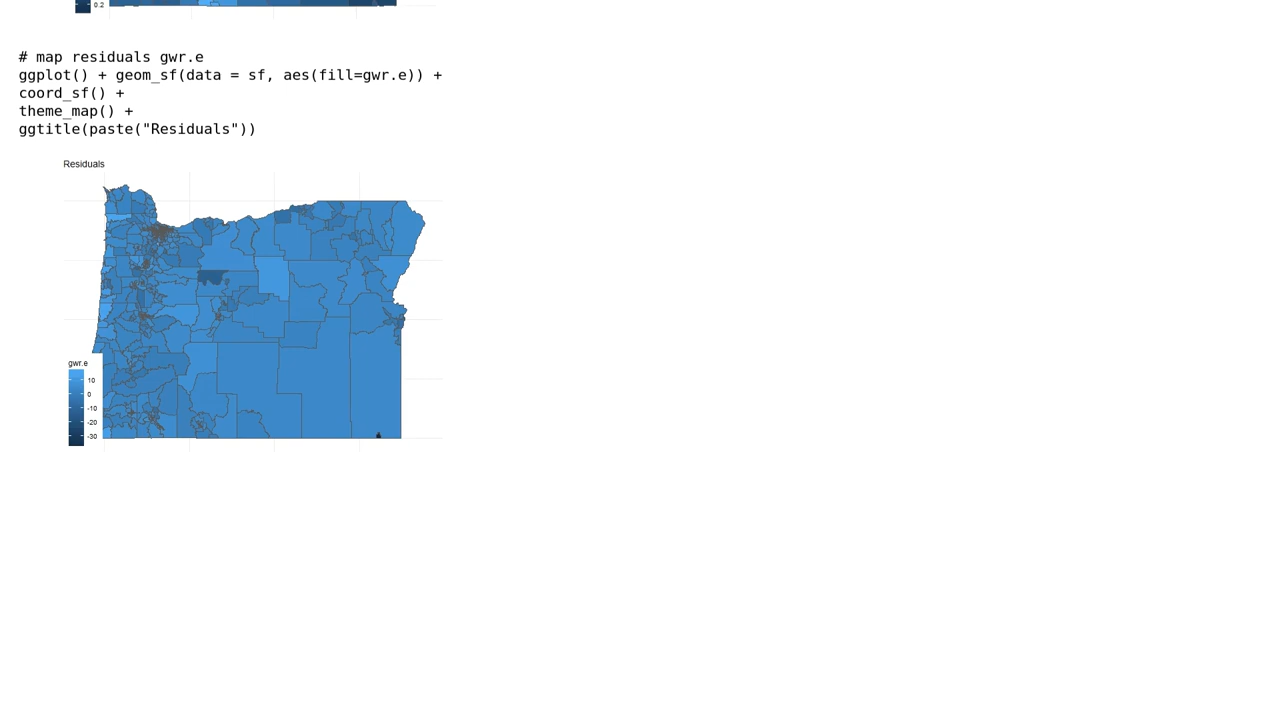 0.2
# map residuals gwr.e
ggplot() + geom_sf(data = sf, aes(fill=gwr.e)) +
coord_sf() +
theme_map() +
ggtitle(paste("Residuals"))
Residuals
gwr.e
10
0
-10
-20
-30